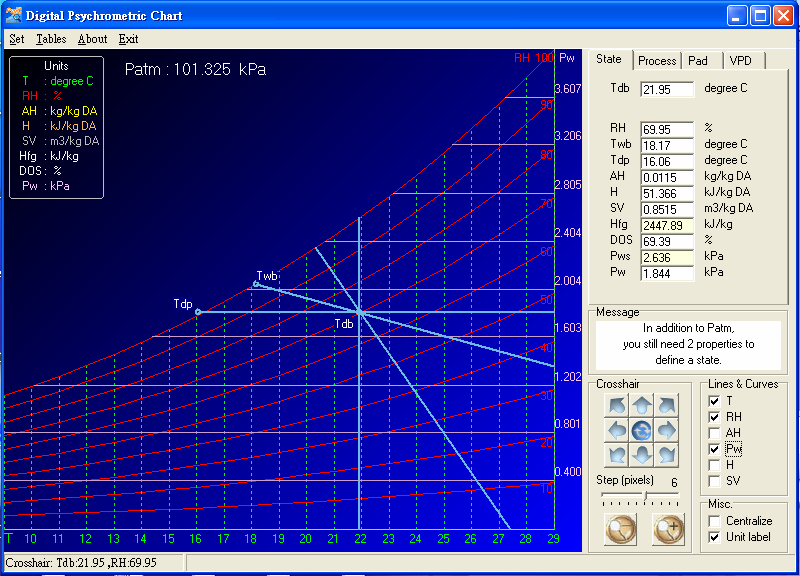 Digital Psychrometric Chart
Set Tables About Exit
Units
T : degree C
RH : %
AH : kg/kg DA
H : kJ/kg DA
SV : m3/kg DA
Hfg : kJ/kg
DOS: %
Pw : kPa
Patm : 101.325 kPa
RH 100 Pw
3.607
90
3.206
80
2.805
70
2.404
60
2.004
50
1.603
40
1.202
30
0.801
20
0.400
10
Twb
Tdp
Tdb
T 10 11 12 13 14 15 16 17 18 19 20 21 22 23 24 25 26 27 28 29
State Process Pad VPD
Tdb 21.95 degree C
RH 69.95 %
Twb 18.17 degree C
Tdp 16.06 degree C
AH 0.0115 kg/kg DA
H 51.366 kJ/kg DA
SV 0.8515 m3/kg DA
Hfg 2447.89 kJ/kg
DOS 69.39 %
Pws 2.636 kPa
Pw 1.844 kPa
Message
In addition to Patm,
you still need 2 properties to
define a state.
Crosshair
Step (pixels) 6
Lines & Curves
T
RH
AH
Pw
H
SV
Misc.
Centralize
Unit label
Crosshair: Tdb:21.95 ,RH:69.95